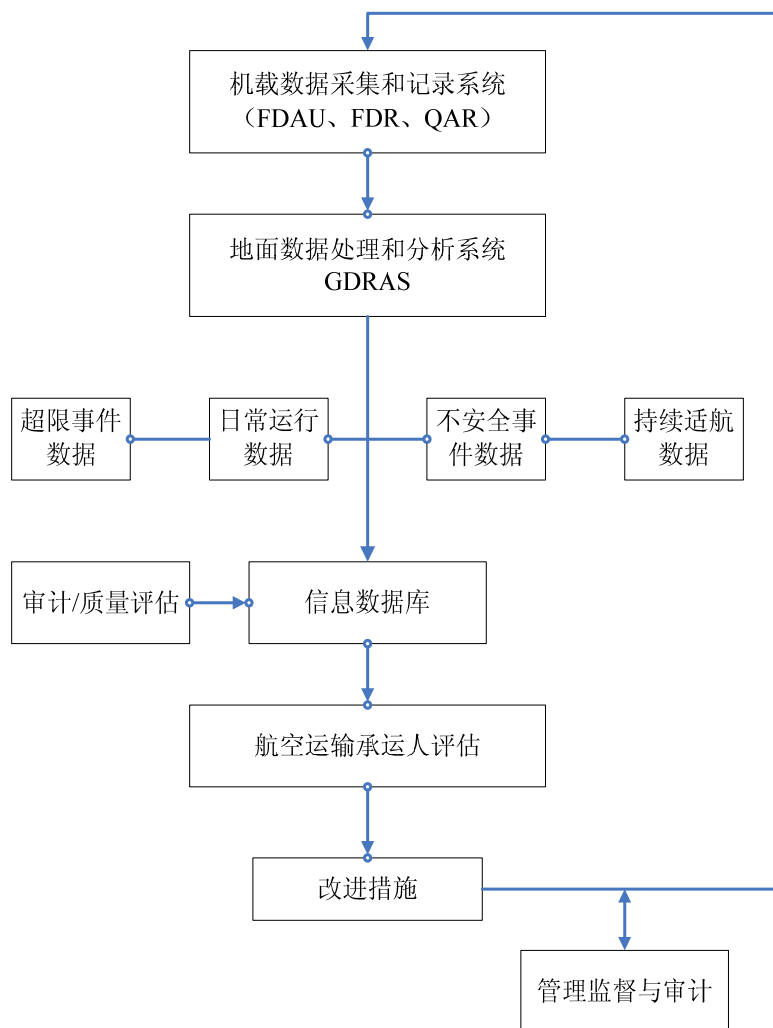 机载数据采集和记录系统
（FDAU、FDR、QAR）
地面数据处理和分析系统
GDRAS
超限事件
数据
日常运行
数据
不安全事
件数据
持续适航
数据
审计/质量评估
信息数据库
航空运输承运人评估
改进措施
管理监督与审计